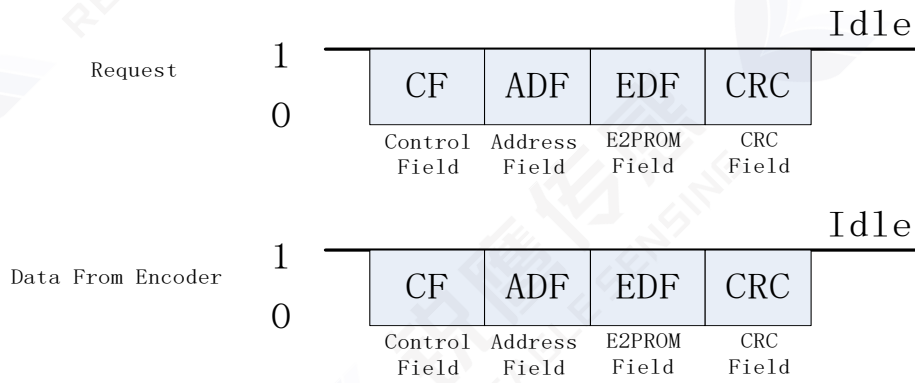 Idle
Request
1
0
CF ADF EDF CRC
Control Address E2PROM CRC
Field Field Field Field
Idle
Data From Encoder
1
0
CF ADF EDF CRC
Control Address E2PROM CRC
Field Field Field Field